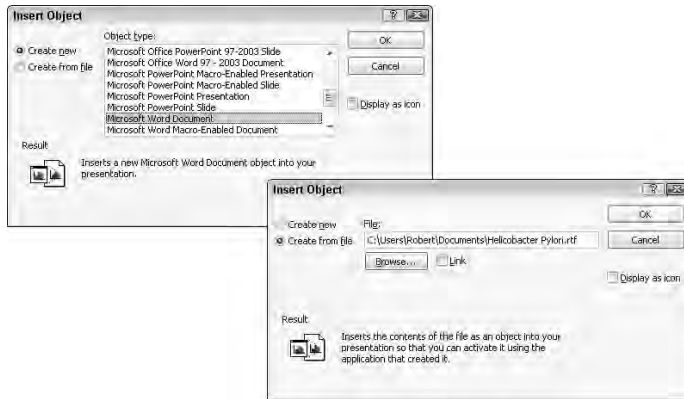 Insert Object
Object type:
Create new
Create from file
Microsoft Office PowerPoint 97-2003 Slide
Microsoft Office Word 97 - 2003 Document
Microsoft PowerPoint Macro-Enabled Presentation
Microsoft PowerPoint Macro-Enabled Slide
Microsoft PowerPoint Presentation
Microsoft PowerPoint Slide
Microsoft Word Document
Microsoft Word Macro-Enabled Document
OK
Cancel
Display as icon
Result
Inserts a new Microsoft Word Document object into your
presentation.
Insert Object
Create new
Create from file
File:
C:\Users\Robert\Documents\Helicobacter Pylori.rtf
Browse...
Link
OK
Cancel
Display as icon
Result
Inserts the contents of the file as an object into your
presentation so that you can activate it using the
application that created it.